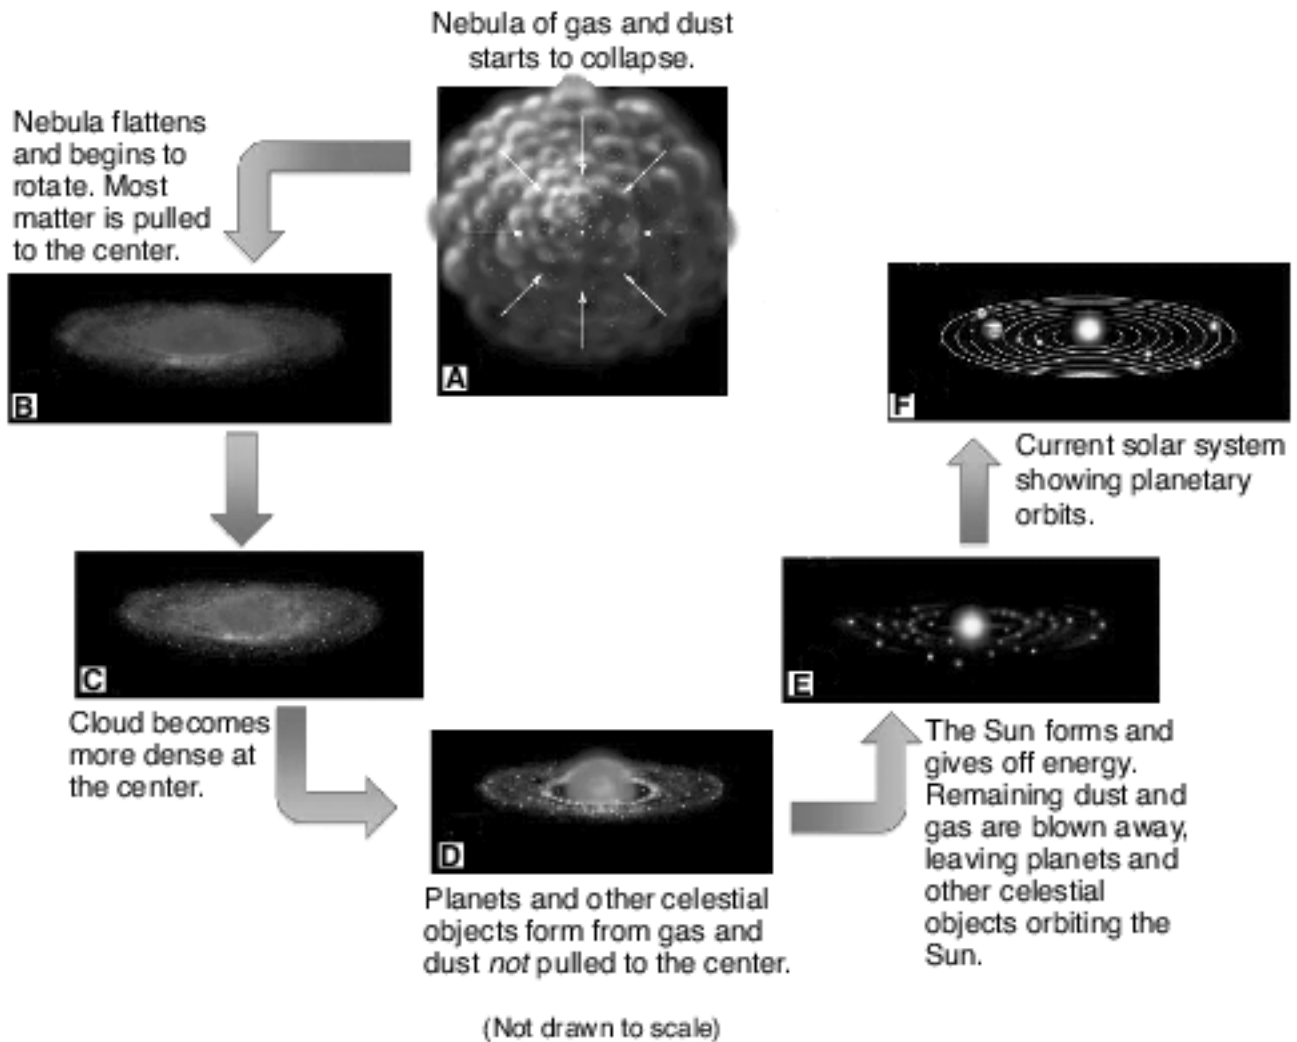 Nebula of gas and dust
starts to collapse.
A
Nebula flattens
and begins to
rotate. Most
matter is pulled
to the center.
B
C
Cloud becomes
more dense at
the center.
D
Planets and other celestial
objects form from gas and
dust not pulled to the center.
E
The Sun forms and
gives off energy.
Remaining dust and
gas are blown away,
leaving planets and
other celestial
objects orbiting the
Sun.
F
Current solar system
showing planetary
orbits.
(Not drawn to scale)